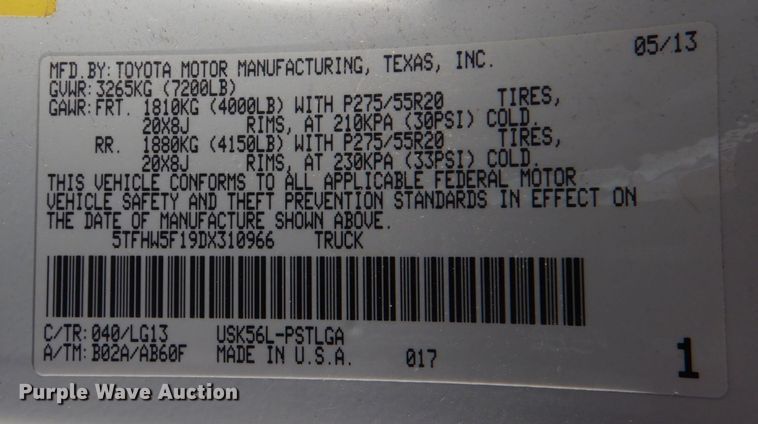 05/13
MFD.BY:TOYOTA MOTOR MANUFACTURING, TEXAS, INC.
GVWR:3265KG (7200LB)
GAWR:FRT. 1810KG (4000LB) WITH P275/55R20 TIRES,
20X8J RIMS, AT 210KPA (30PSI) COLD.
RR. 1880KG (4150LB) WITH P275/55R20 TIRES,
20X8J RIMS, AT 230KPA (33PSI) COLD.
THIS VEHICLE CONFORMS TO ALL APPLICABLE FEDERAL MOTOR
VEHICLE SAFETY AND THEFT PREVENTION STANDARDS IN EFFECT ON
THE DATE OF MANUFACTURE SHOWN ABOVE.
5TFHW5F19DX310966 TRUCK
C/TR:040/LG13 USK56L-PSTLGA
A/TM:B02A/AB60F MADE IN U.S.A. 017 1
Purple Wave Auction